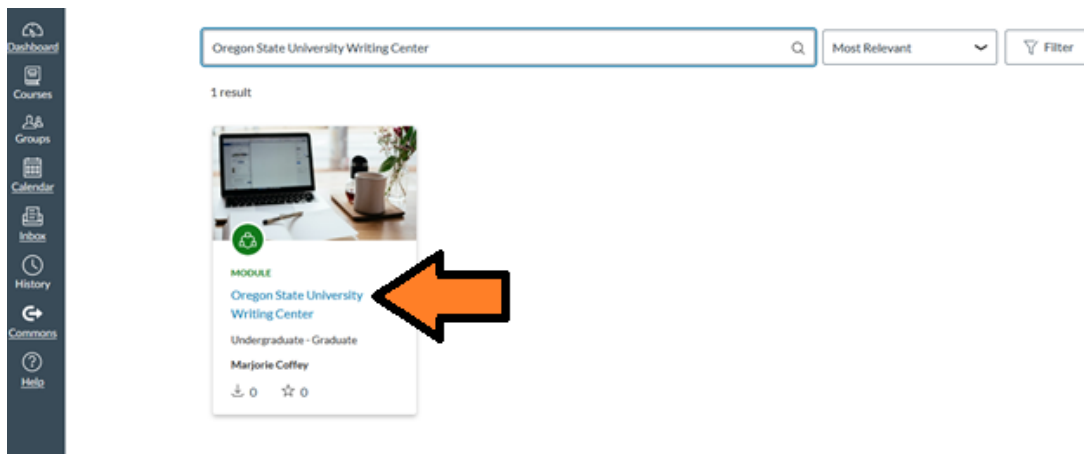 Dashboard
Courses
Groups
Calendar
Inbox
History
Commons
Help
Oregon State University Writing Center
Most Relevant
Filter
1 result
MODULE
Oregon State University
Writing Center
Undergraduate - Graduate
Marjorie Coffey
0 0